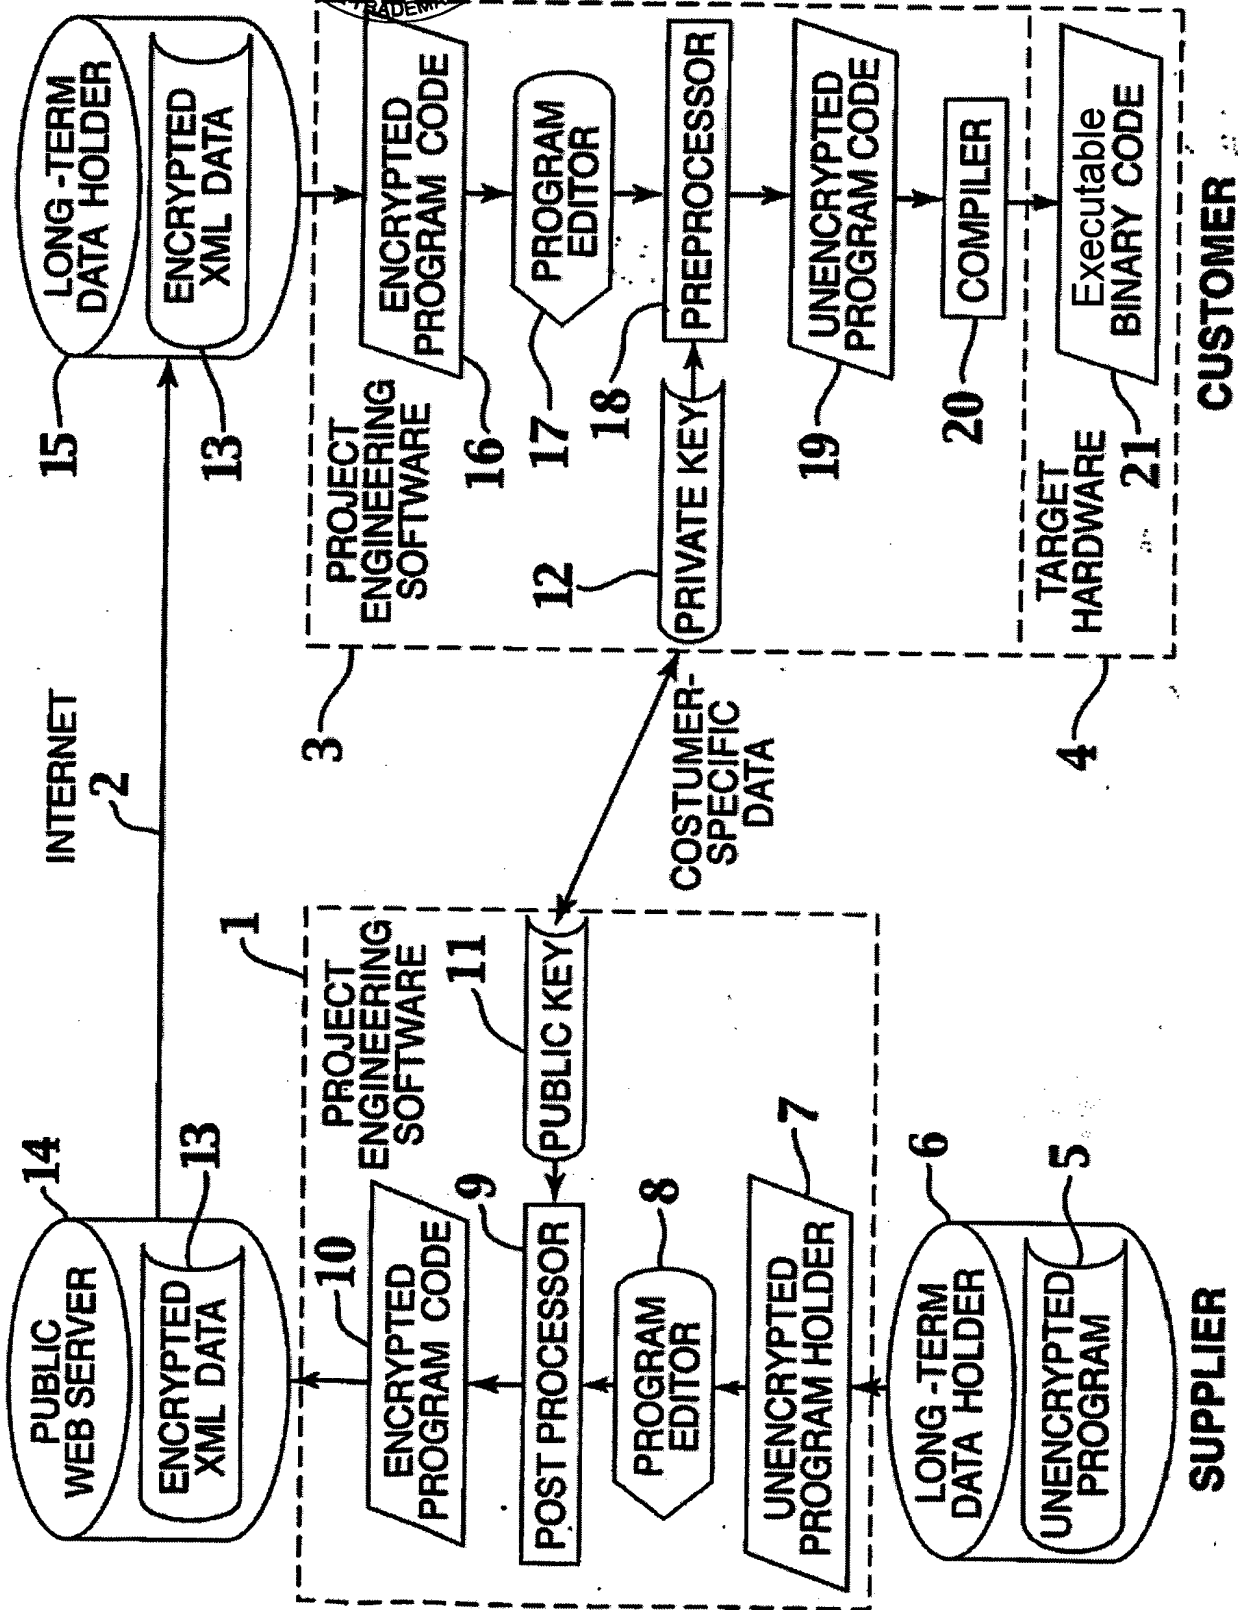 PUBLIC
WEB SERVER
14
ENCRYPTED
XML DATA
13
INTERNET
2
LONG -TERM
DATA HOLDER
15
ENCRYPTED
XML DATA
13
1
PROJECT
ENGINEERING
SOFTWARE
ENCRYPTED
PROGRAM CODE
10
POST PROCESSOR
9
PUBLIC KEY
11
PROGRAM
EDITOR
8
UNENCRYPTED
PROGRAM HOLDER
7
LONG -TERM
DATA HOLDER
6
UNENCRYPTED
PROGRAM
5
SUPPLIER
COSTUMER-
SPECIFIC
DATA
3
PROJECT
ENGINEERING
SOFTWARE
TRADEMA
ENCRYPTED
PROGRAM CODE
16
PROGRAM
EDITOR
17
PREPROCESSOR
18
PRIVATE KEY
12
UNENCRYPTED
PROGRAM CODE
19
COMPILER
20
TARGET
HARDWARE
4
Executable
BINARY CODE
21
CUSTOMER